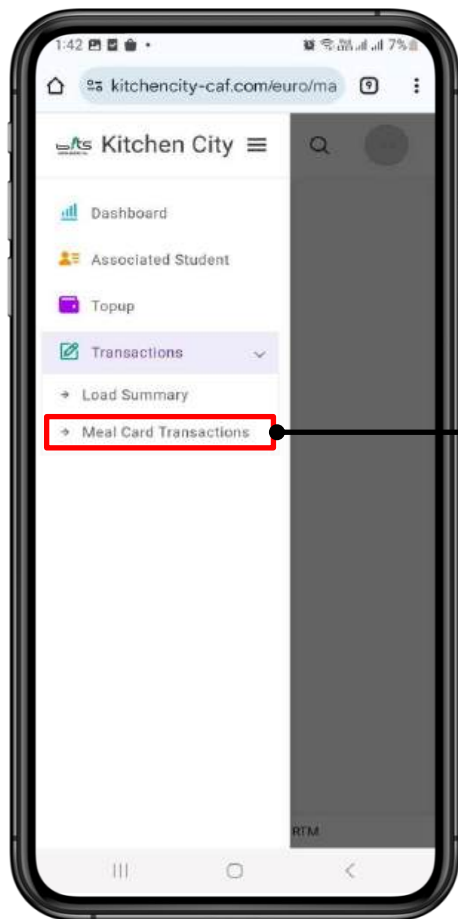 1:42
7%
kitchencity-caf.com/euro/ma
9
Kitchen City
Dashboard
Associated Student
Topup
Transactions
Load Summary
Meal Card Transactions
RTM